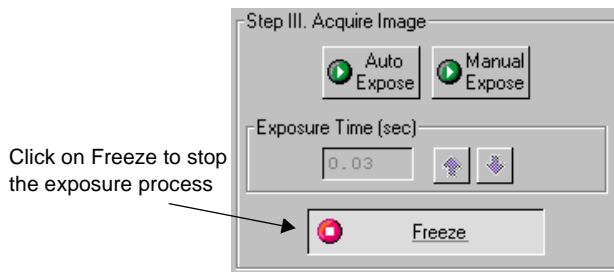 Step III. Acquire Image
Auto
Expose
Manual
Expose
Exposure Time (sec)
0.03
Click on Freeze to stop
the exposure process
Freeze